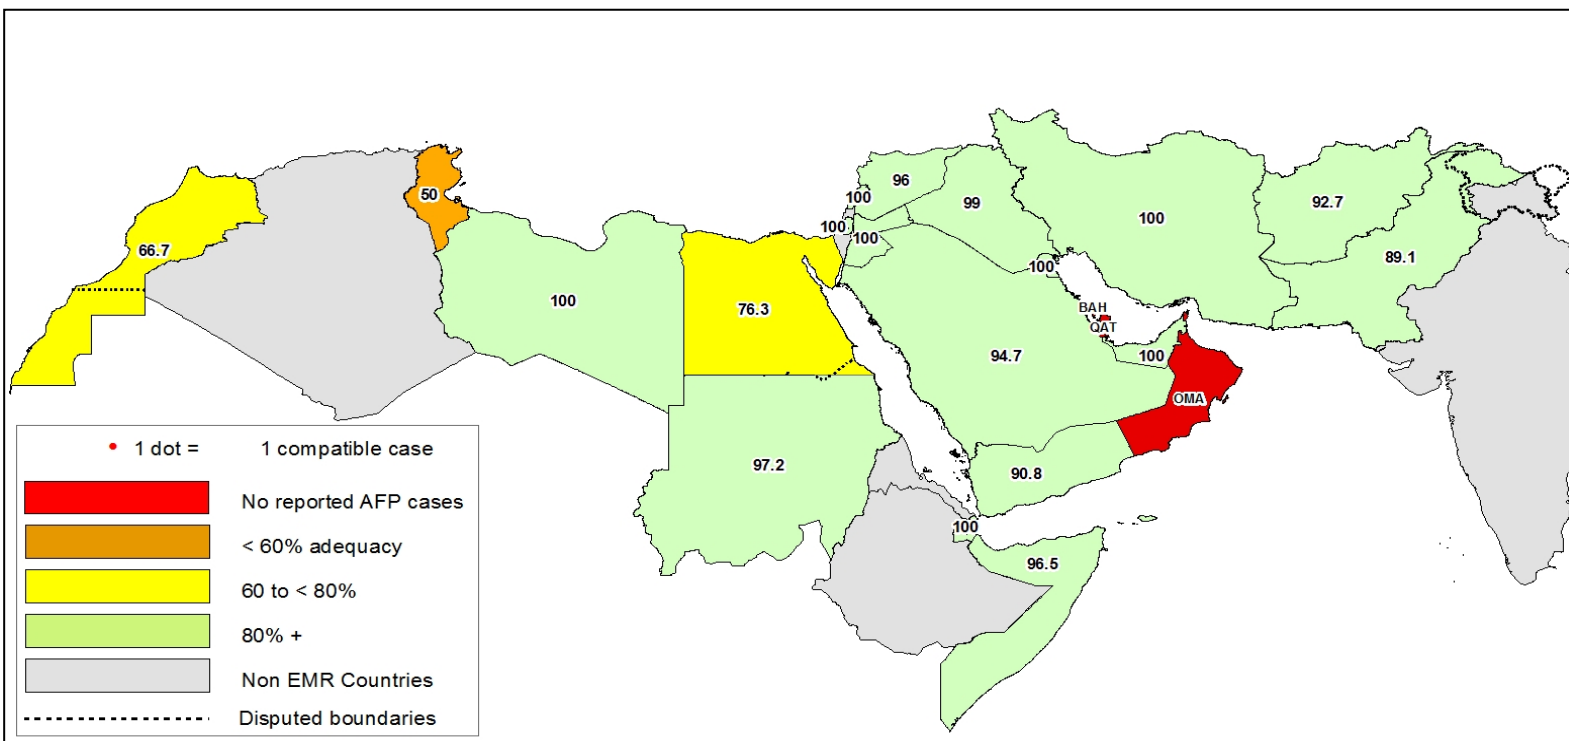 50
66.7
100
76.3
97.2
96
99
100
100
100
100
100
92.7
89.1
BAH
QAT
100
94.7
OMA
90.8
100
96.5
1 dot = 1 compatible case
No reported AFP cases
< 60% adequacy
60 to < 80%
80% +
Non EMR Countries
Disputed boundaries